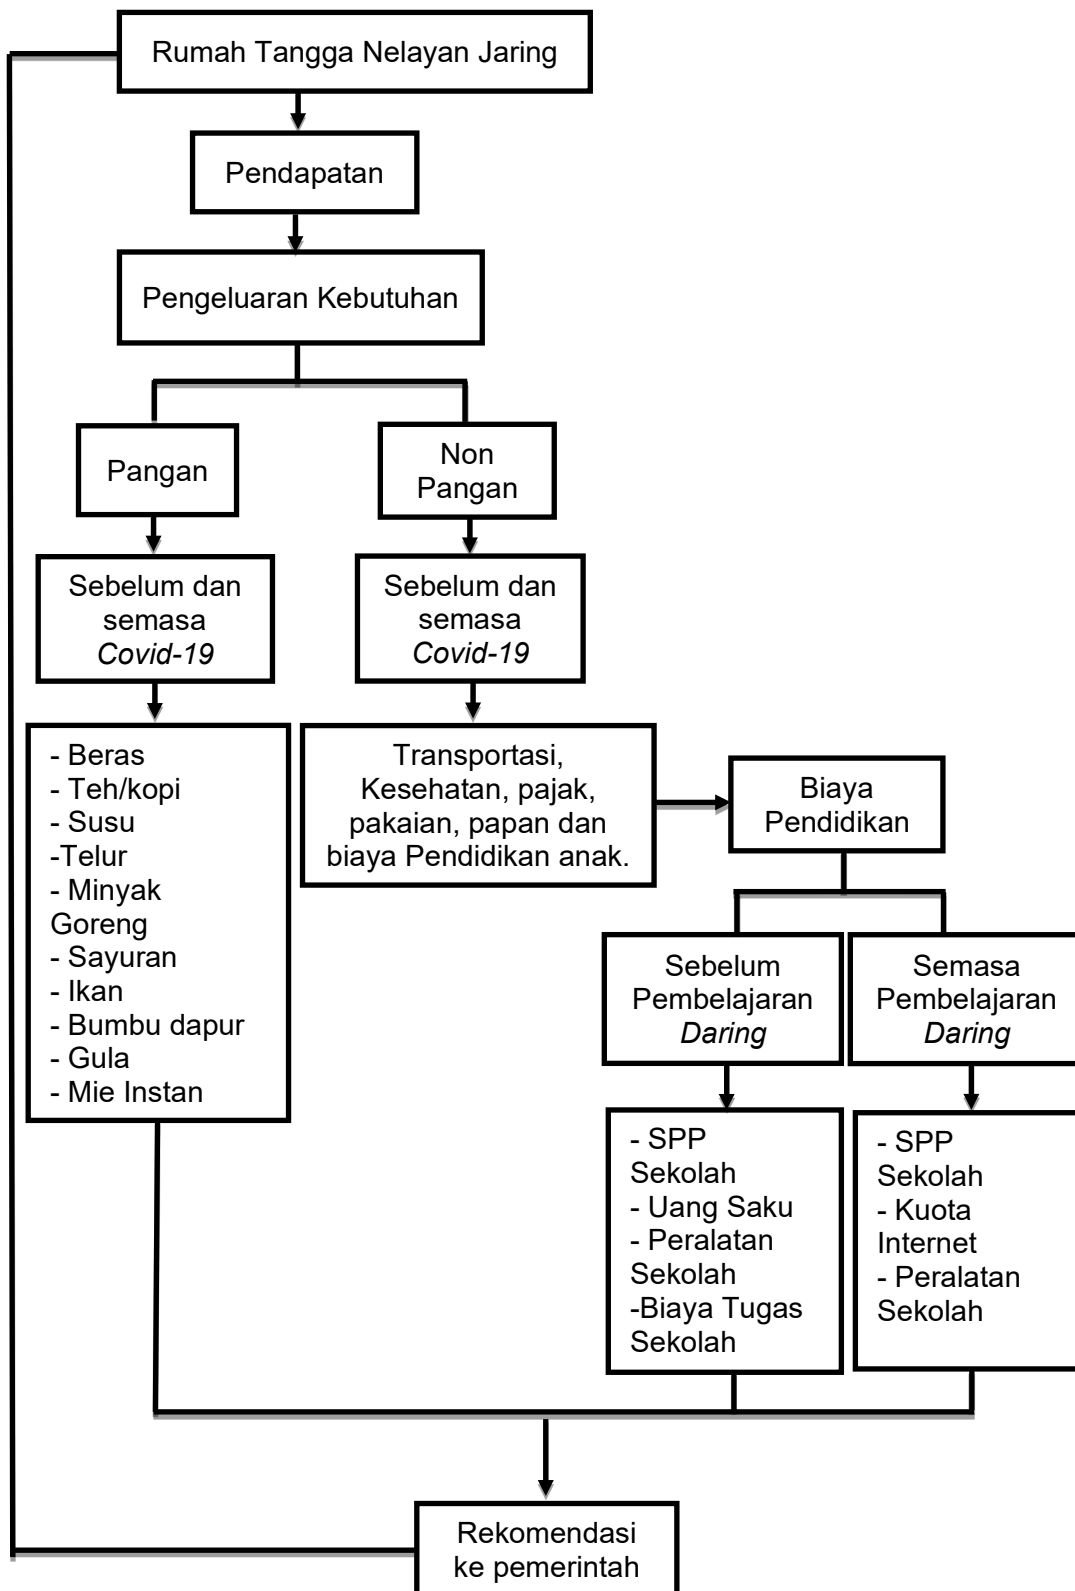 Rumah Tangga Nelayan Jaring
Pendapatan
Pengeluaran Kebutuhan
Pangan
Non
Pangan
Sebelum dan
semasa
Covid-19
Sebelum dan
semasa
Covid-19
- Beras
- Teh/kopi
- Susu
-Telur
- Minyak
Goreng
- Sayuran
- Ikan
- Bumbu dapur
- Gula
- Mie Instan
Transportasi,
Kesehatan, pajak,
pakaian, papan dan
biaya Pendidikan anak.
Biaya
Pendidikan
Sebelum
Pembelajaran
Daring
Semasa
Pembelajaran
Daring
- SPP
Sekolah
- Uang Saku
- Peralatan
Sekolah
-Biaya Tugas
Sekolah
- SPP
Sekolah
- Kuota
Internet
- Peralatan
Sekolah
Rekomendasi
ke pemerintah